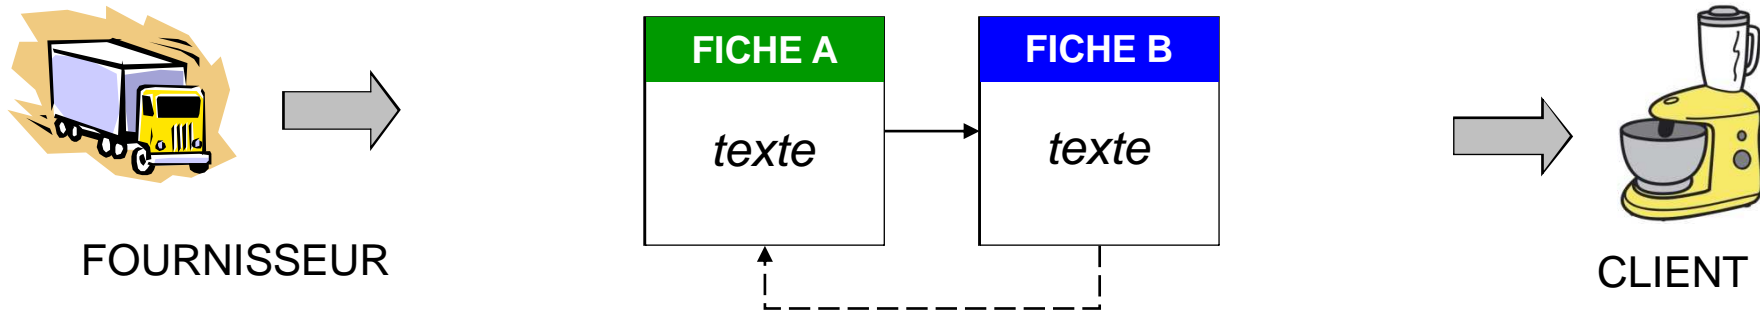 FICHE A
FICHE B
texte
texte
FOURNISSEUR
CLIENT